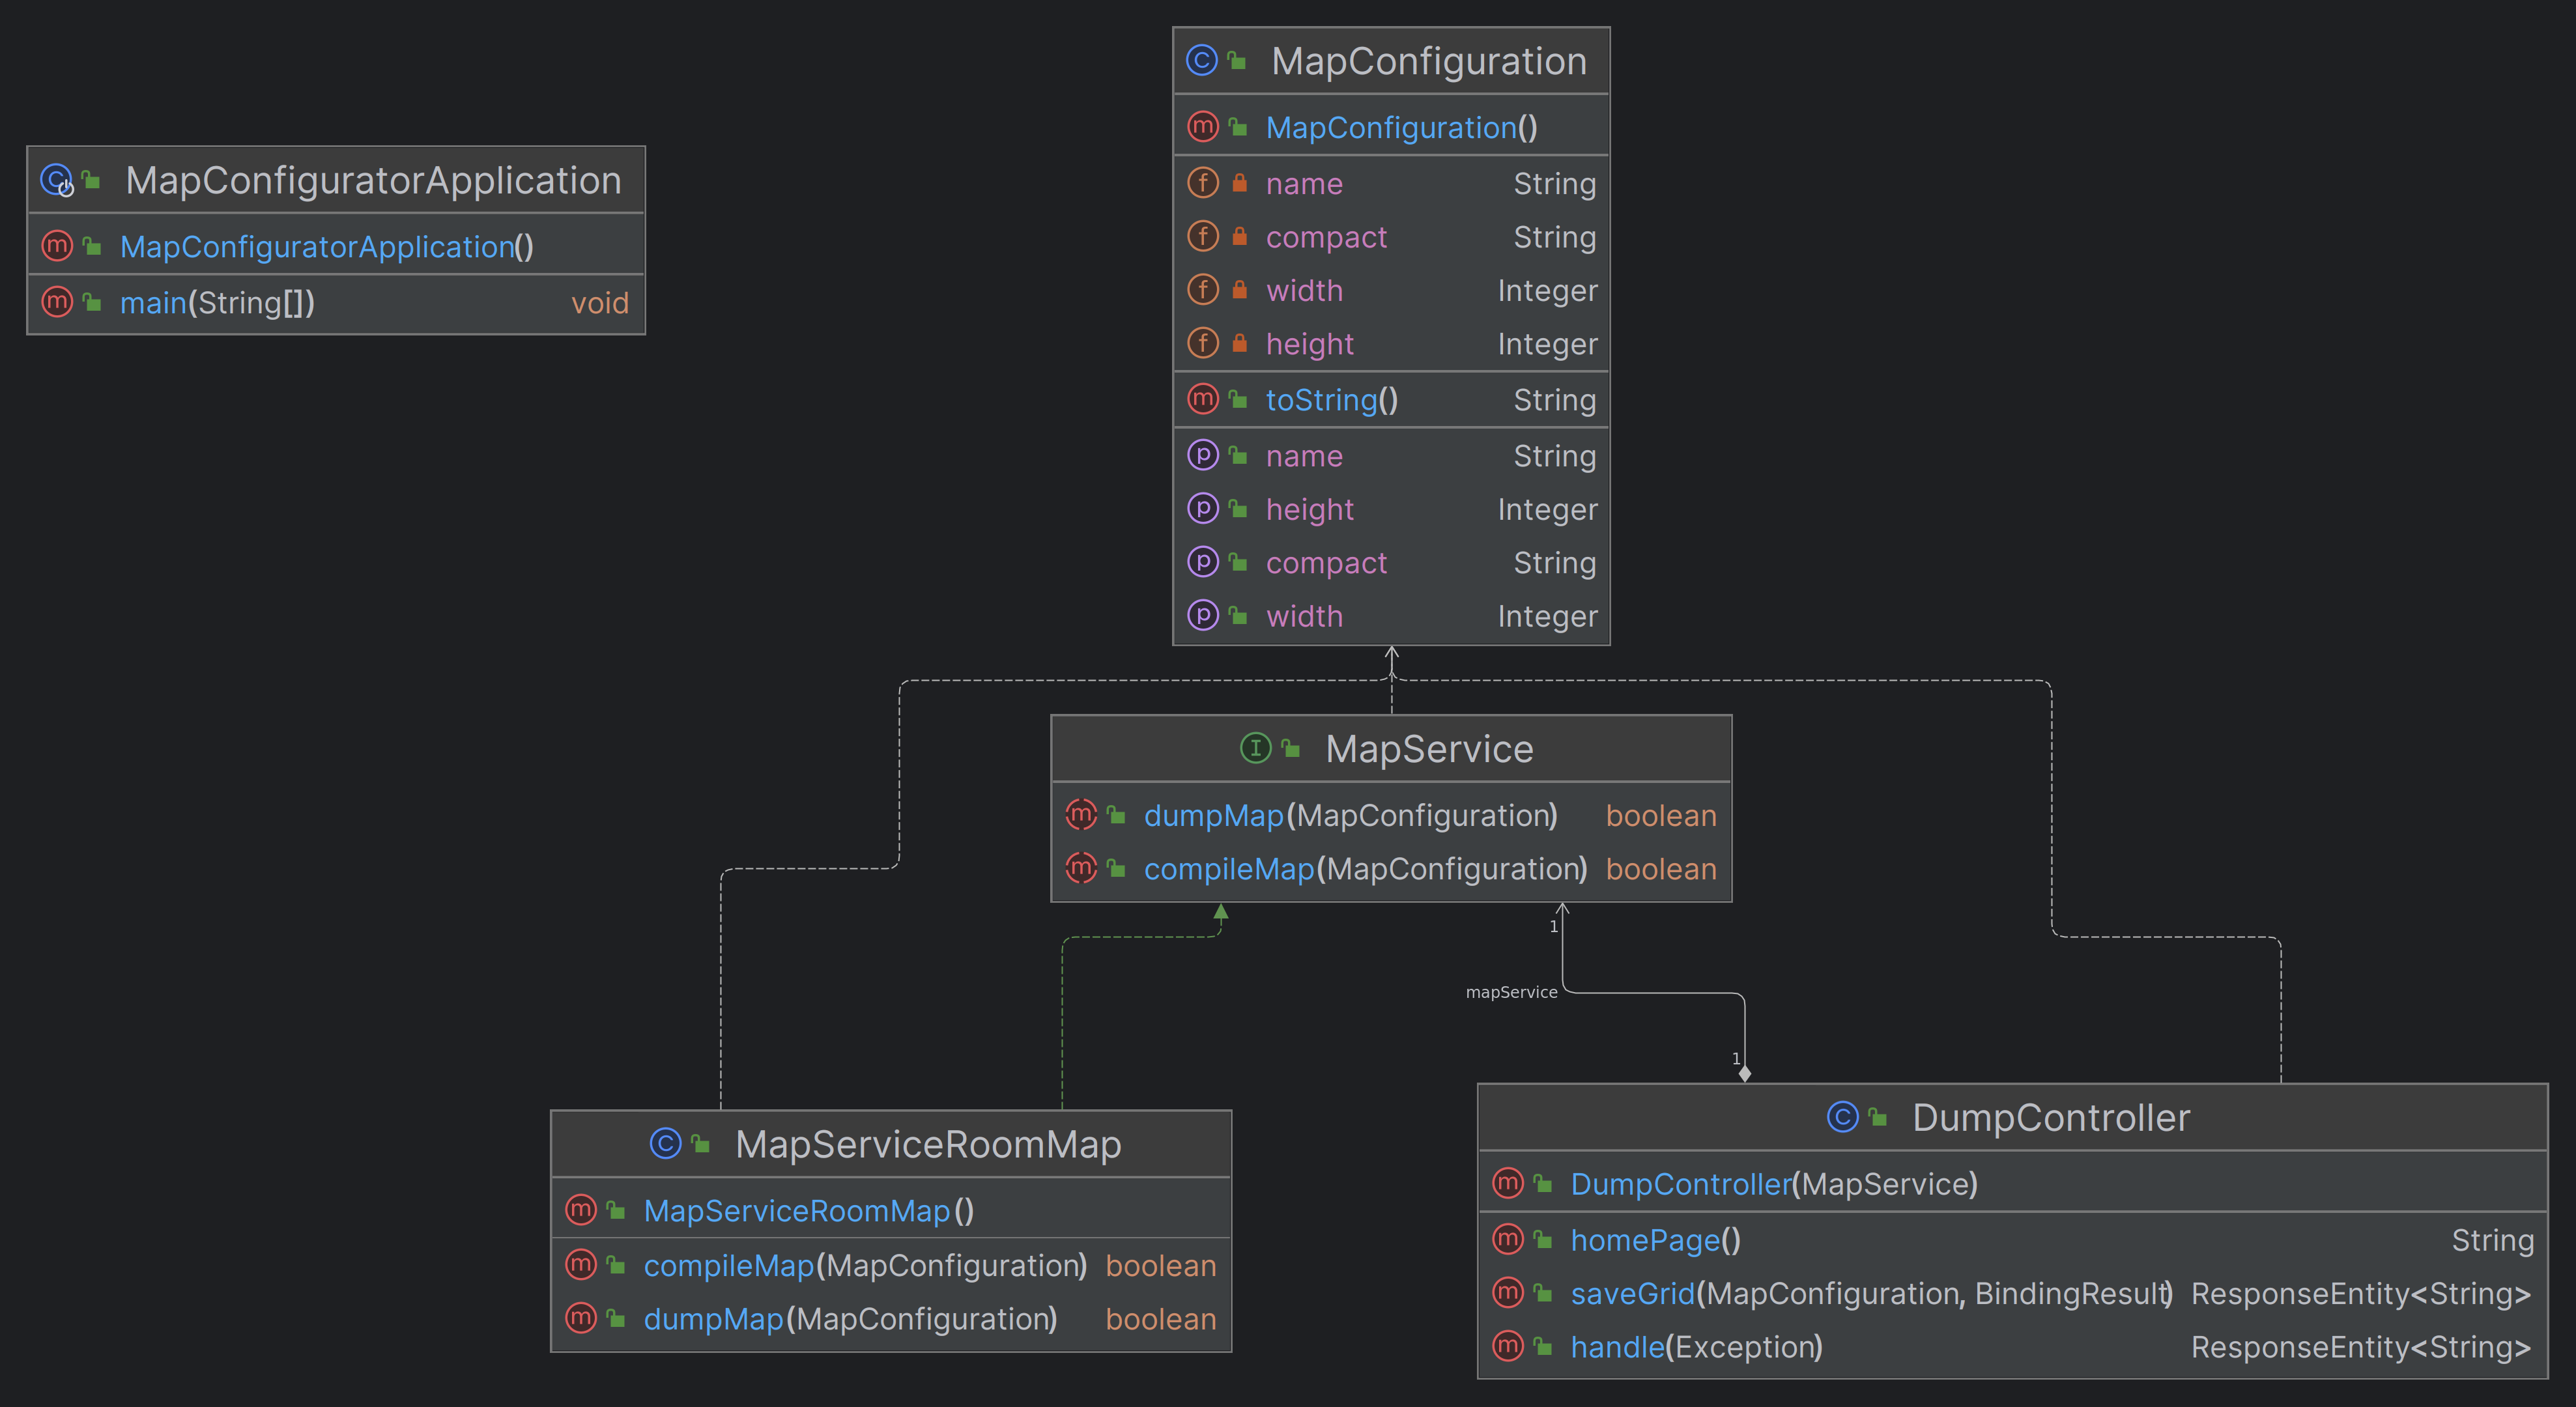 MapConfiguration
MapConfiguration()
name String
compact String
width Integer
height Integer
toString() String
name String
height Integer
compact String
width Integer
MapConfiguratorApplication
MapConfiguratorApplication()
main(String[]) void
MapService
dumpMap(MapConfiguration) boolean
compileMap(MapConfiguration) boolean
1
mapService
1
MapServiceRoomMap
MapServiceRoomMap()
compileMap(MapConfiguration) boolean
dumpMap(MapConfiguration) boolean
DumpController
DumpController(MapService)
homePage() String
saveGrid(MapConfiguration, BindingResult) ResponseEntity<String>
handle(Exception) ResponseEntity<String>